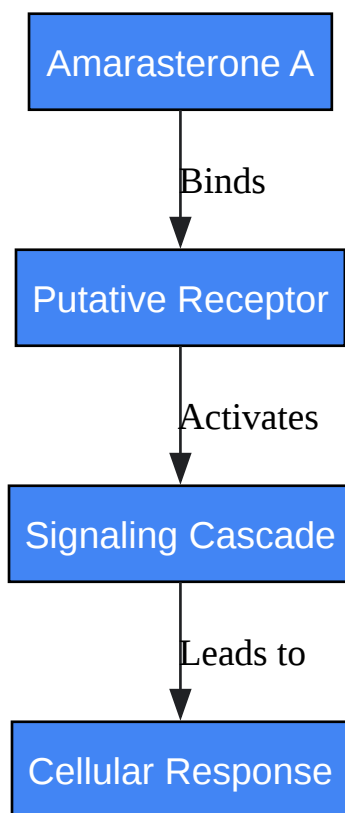 Amarasterone A
Binds
Putative Receptor
Activates
Signaling Cascade
Leads to
Cellular Response